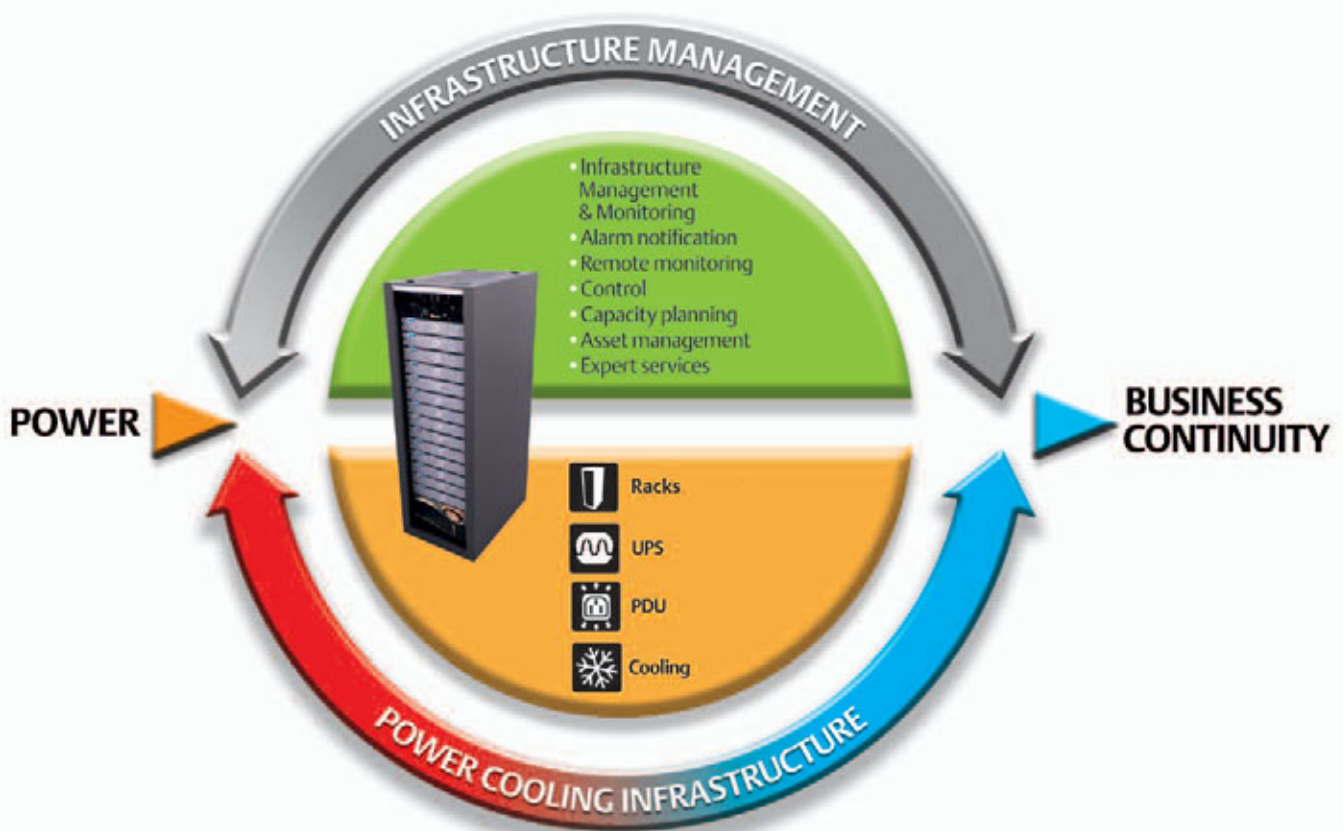 INFRASTRUCTURE MANAGEMENT
• Infrastructure
Management
& Monitoring
• Alarm notification
• Remote monitoring
• Control
• Capacity planning
• Asset management
• Expert services
POWER
BUSINESS
CONTINUITY
Racks
UPS
PDU
Cooling
POWER COOLING INFRASTRUCTURE